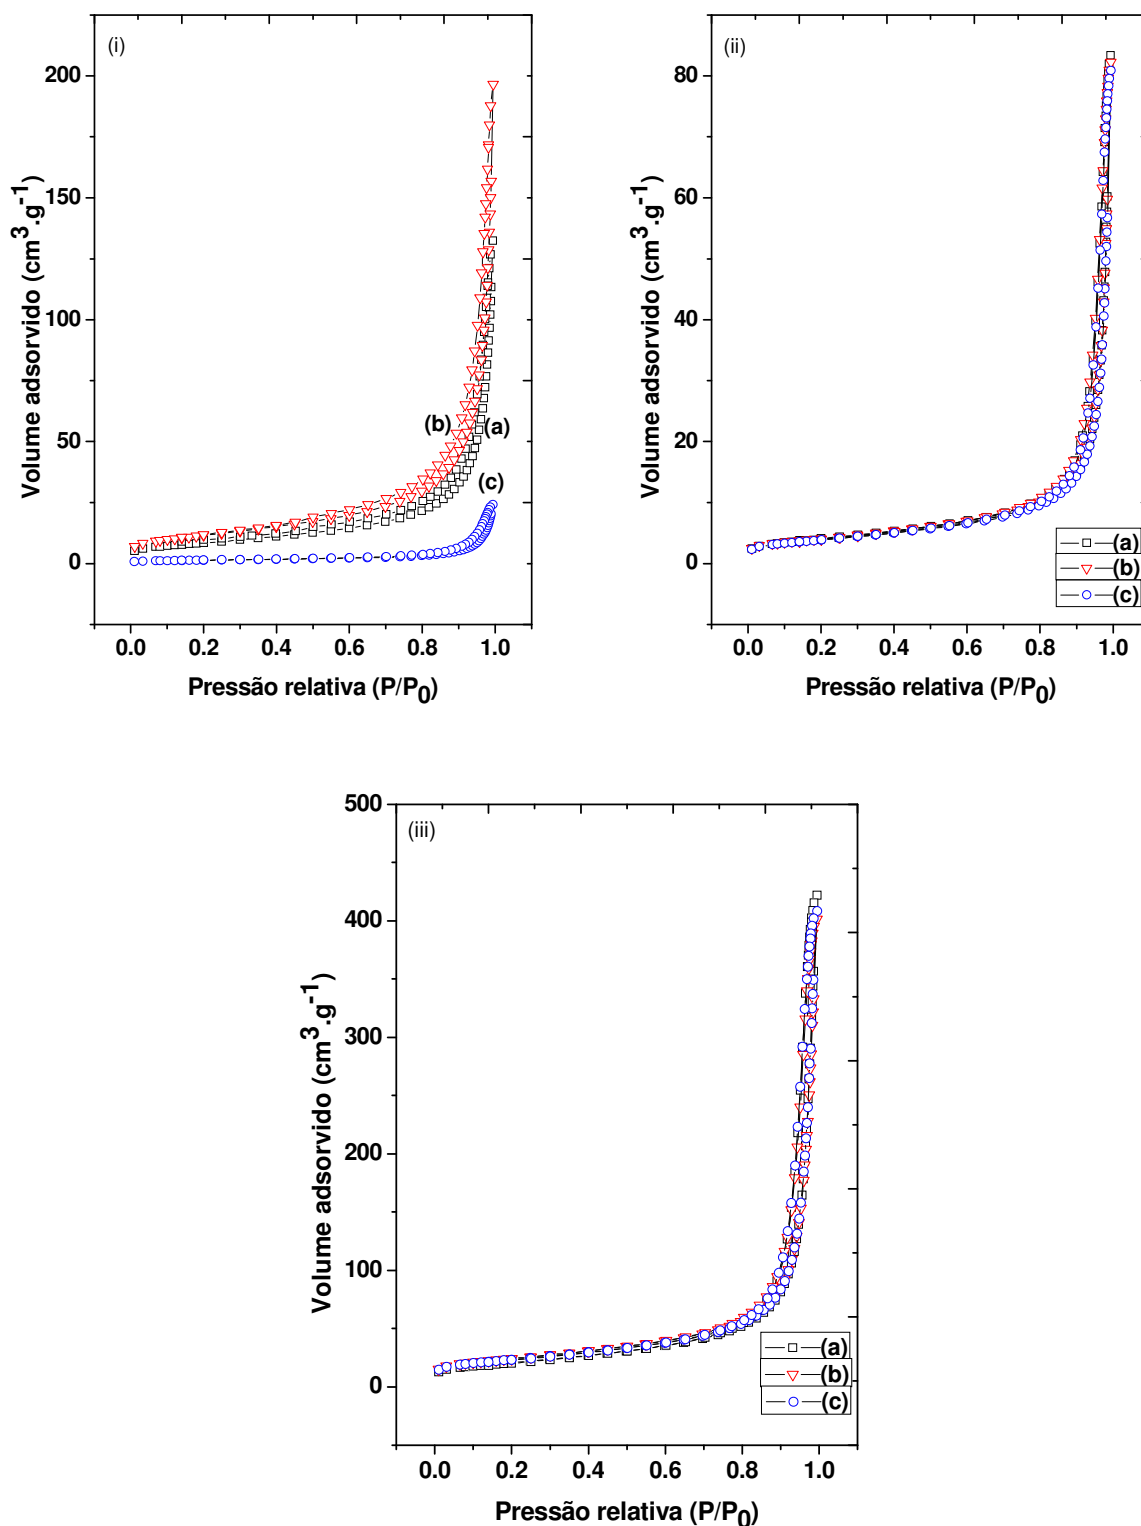 (i)
200
150
100
50
0
Volume adsorvido (cm³.g⁻¹)
(b)
(a)
(c)
0.0 0.2 0.4 0.6 0.8 1.0
Pressão relativa (P/P₀)
(ii)
80
60
40
20
0
Volume adsorvido (cm³.g⁻¹)
(a)
(b)
(c)
0.0 0.2 0.4 0.6 0.8 1.0
Pressão relativa (P/P₀)
(iii)
500
400
300
200
100
0
Volume adsorvido (cm³.g⁻¹)
(a)
(b)
(c)
0.0 0.2 0.4 0.6 0.8 1.0
Pressão relativa (P/P₀)